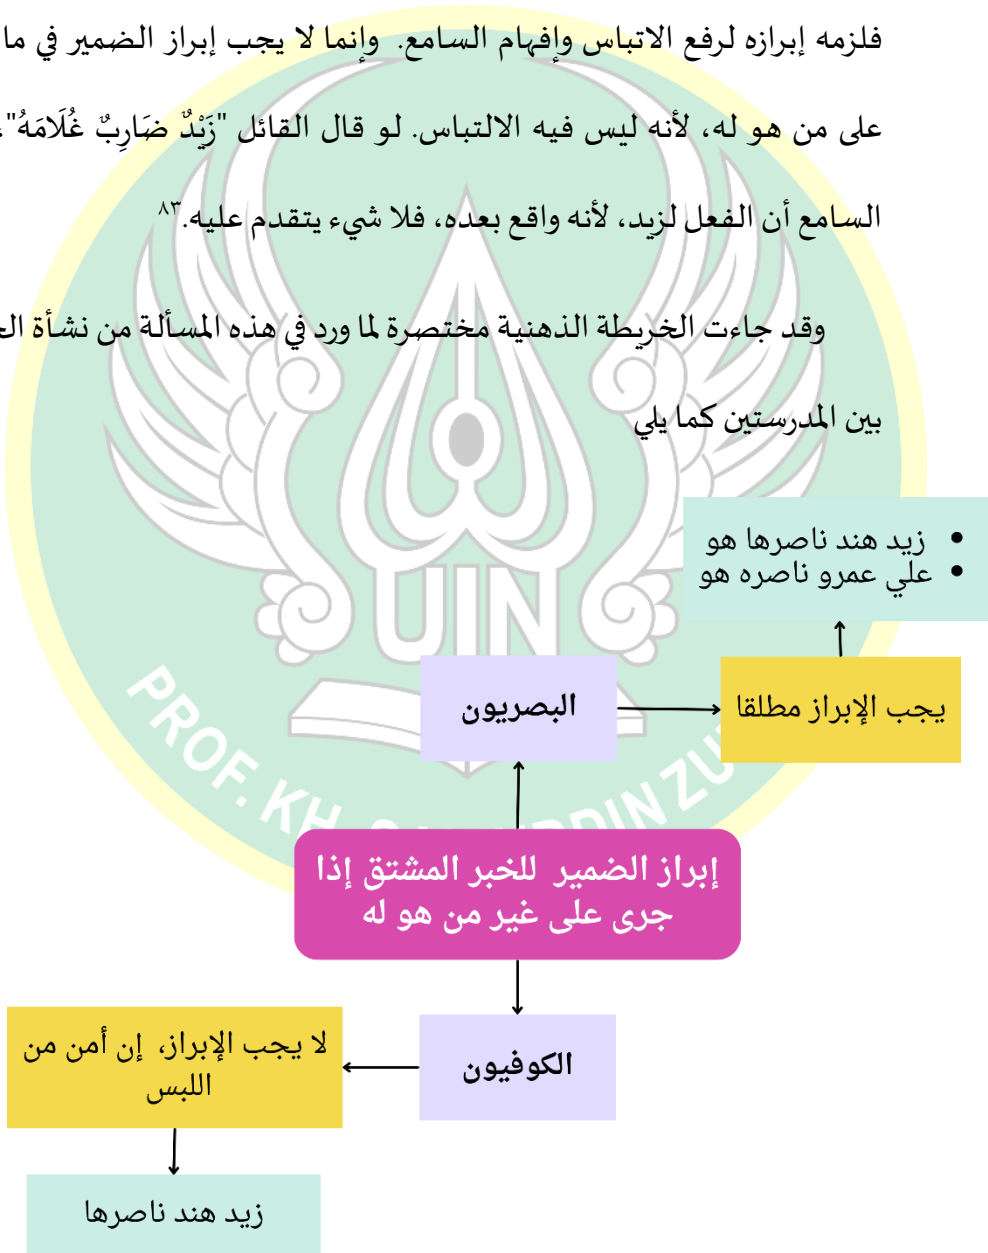 فلزمه إبرازه لرفع الاتباس وإفهام السامع. وإنما لا يجب إبراز الضمير في ما
على من هو له، لأنه ليس فيه الالتباس. لو قال القائل "زَيْدٌ ضَارِبٌ غُلَامَهُ"،
السامع أن الفعل لزيد، لأنه واقع بعده، فلا شيء يتقدم عليه.٨٣
وقد جاءت الخريطة الذهنية مختصرة لما ورد في هذه المسألة من نشأة
بين المدرستين كما يلي
• زيد هند ناصرها هو
• علي عمرو ناصره هو
البصريون
يجب الإبراز مطلقا
إبراز الضمير للخبر المشتق إذا
جرى على غير من هو له
الكوفيون
لا يجب الإبراز، إن أمن من
اللبس
زيد هند ناصرها
UIN
PROF. KH.